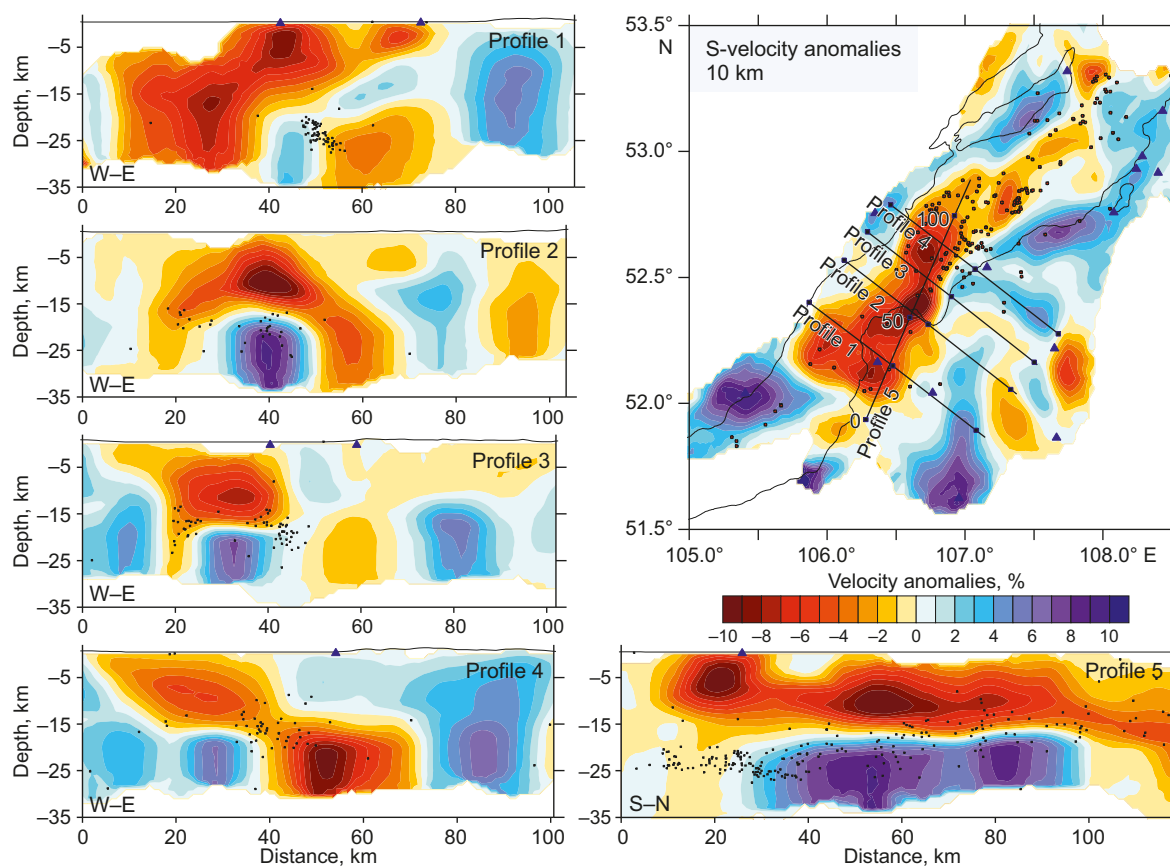 Profile 1
Depth, km
–5
–15
–25
–35
W–E
0 20 40 60 80 100
Profile 2
Depth, km
–5
–15
–25
–35
W–E
0 20 40 60 80 100
Profile 3
Depth, km
–5
–15
–25
–35
W–E
0 20 40 60 80 100
Profile 4
Depth, km
–5
–15
–25
–35
W–E
0 20 40 60 80 100
Distance, km
53.5°
N
53.0°
52.5°
52.0°
51.5°
S-velocity anomalies
10 km
100
Profile 4
Profile 3
Profile 2
50
Profile 1
0
Profile 5
105.0° 106.0° 107.0° 108.0° E
Velocity anomalies, %
–10 –8 –6 –4 –2 0 2 4 6 8 10
Profile 5
–5
–15
–25
–35
S–N
0 20 40 60 80 100
Distance, km